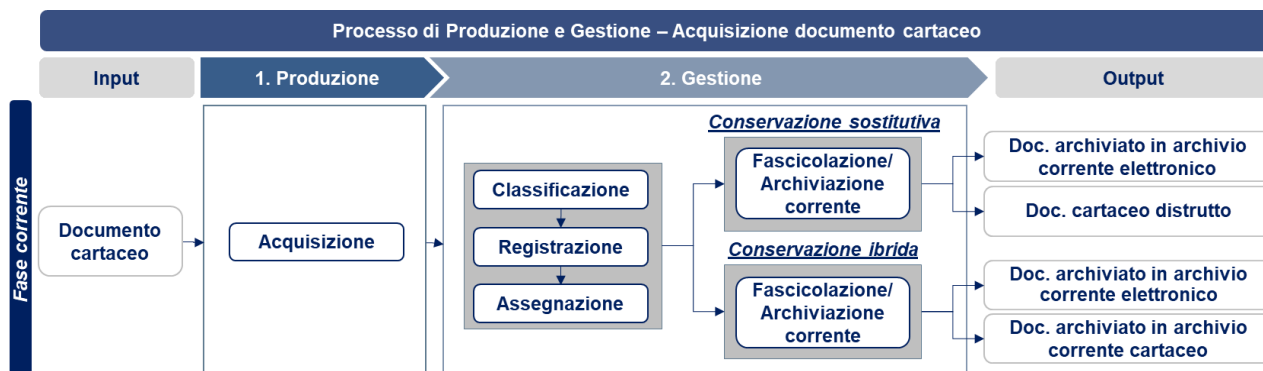 Processo di Produzione e Gestione – Acquisizione documento cartaceo
Input
1. Produzione
2. Gestione
Output
Fase corrente
Documento
cartaceo
Acquisizione
Classificazione
Registrazione
Assegnazione
Conservazione sostitutiva
Fascicolazione/
Archiviazione
corrente
Conservazione ibrida
Fascicolazione/
Archiviazione
corrente
Doc. archiviato in archivio
corrente elettronico
Doc. cartaceo distrutto
Doc. archiviato in archivio
corrente elettronico
Doc. archiviato in archivio
corrente cartaceo